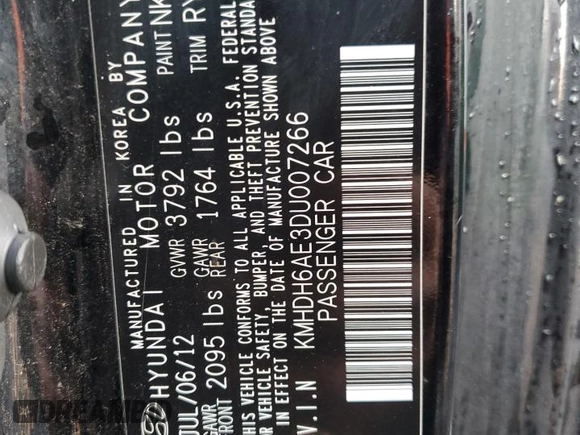 MANUFACTURED IN KOREA BY
HYUNDAI MOTOR COMPANY
JUL/06/12 GVWR 3792 lbs PAINT NK
GAWR FRONT 2095 lbs GAWR REAR 1764 lbs TRIM RY
THIS VEHICLE CONFORMS TO ALL APPLICABLE U.S.A. FEDERAL
VEHICLE SAFETY, BUMPER, AND THEFT PREVENTION STANDA
IN EFFECT ON THE DATE OF MANUFACTURE SHOWN ABOVE
V.I.N KMHDH6AE3DU007266
PASSENGER CAR